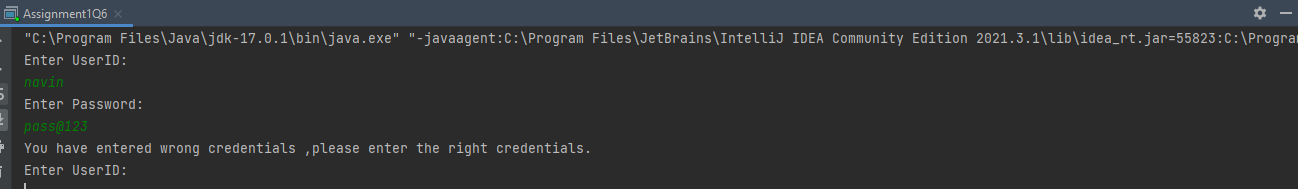 Assignment1Q6
"C:\Program Files\Java\jdk-17.0.1\bin\java.exe" "-javaagent:C:\Program Files\JetBrains\IntelliJ IDEA Community Edition 2021.3.1\lib\idea_rt.jar=55823:C:\Program
Enter UserID:
navin
Enter Password:
pass@123
You have entered wrong credentials ,please enter the right credentials.
Enter UserID: